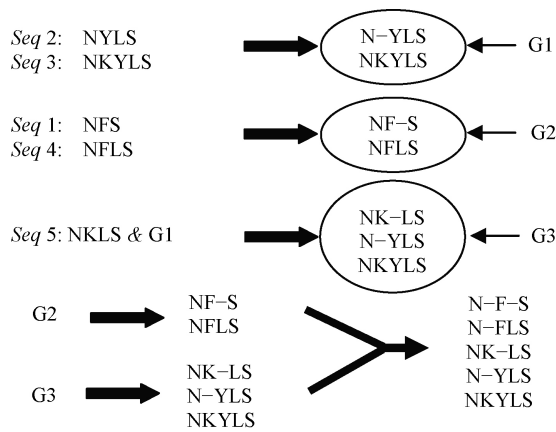 Seq 2: NYLS
Seq 3: NKYLS
N−YLS
NKYLS
G1
Seq 1: NFS
Seq 4: NFLS
NF−S
NFLS
G2
Seq 5: NKLS & G1
NK−LS
N−YLS
NKYLS
G3
G2
NF−S
NFLS
G3
NK−LS
N−YLS
NKYLS
N−F−S
N−FLS
NK−LS
N−YLS
NKYLS